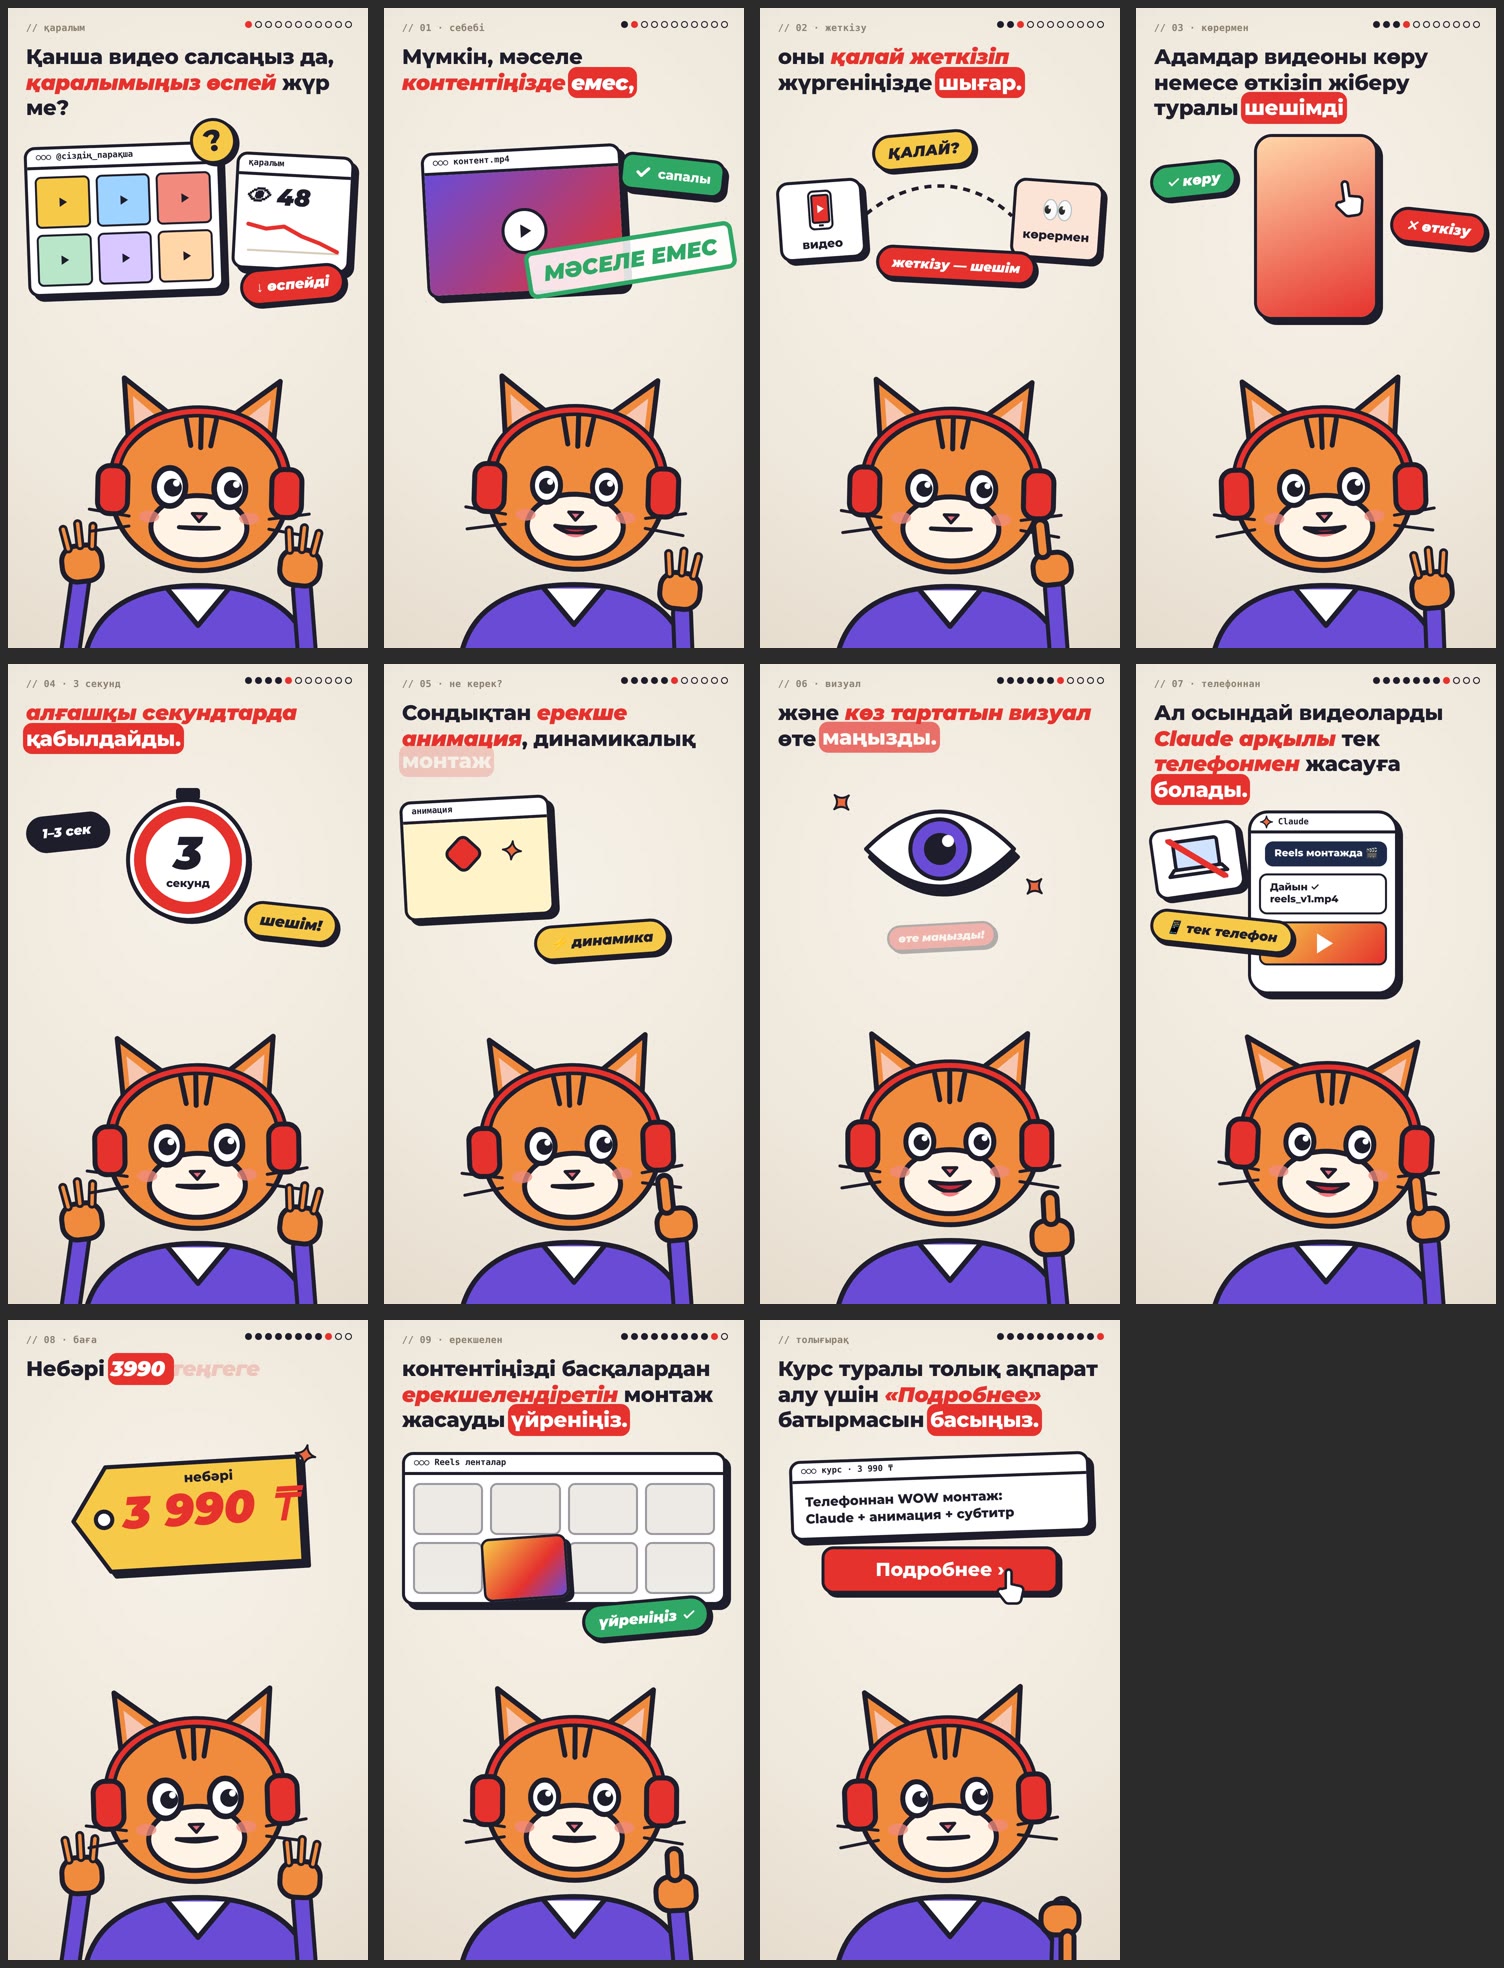 // қаралым
Қанша видео салсаңыз да,
қаралымыңыз өспей жүр
ме?
?
@сіздің_парақша
қаралым
48
↓ өспейді
// 01 · себебі
Мүмкін, мәселе
контентіңізде емес,
контент.mp4
✓ сапалы
МӘСЕЛЕ ЕМЕС
// 02 · жеткізу
оны қалай жеткізіп
жүргеніңізде шығар.
ҚАЛАЙ?
видео
көрермен
жеткізу — шешім
// 03 · көрермен
Адамдар видеоны көру
немесе өткізіп жіберу
туралы шешімді
✓ көру
✕ өткізу
// 04 · 3 секунд
алғашқы секундтарда
қабылдайды.
1–3 сек
3
секунд
шешім!
// 05 · не керек?
Сондықтан ерекше
анимация, динамикалық
монтаж
анимация
⚡ динамика
// 06 · визуал
және көз тартатын визуал
өте маңызды.
өте маңызды!
// 07 · телефоннан
Ал осындай видеоларды
Claude арқылы тек
телефонмен жасауға
болады.
Claude
Reels монтажда 🎬
Дайын ✓
reels_v1.mp4
📱 тек телефон
// 08 · баға
Небәрі 3990 теңгеге
небәрі
3 990 ₸
// 09 · ерекшелен
контентіңізді басқалардан
ерекшелендіретін монтаж
жасауды үйреніңіз.
Reels ленталар
үйреніңіз ✓
// толығырақ
Курс туралы толық ақпарат
алу үшін «Подробнее»
батырмасын басыңыз.
курс · 3 990 ₸
Телефоннан WOW монтаж:
Claude + анимация + субтитр
Подробнее ›